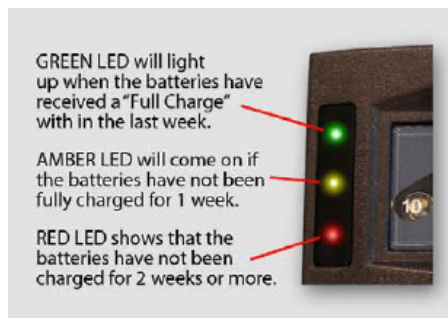 GREEN LED will light
up when the batteries have
received a "Full Charge"
with in the last week.
AMBER LED will come on if
the batteries have not been
fully charged for 1 week.
RED LED shows that the
batteries have not been
charged for 2 weeks or more.
10